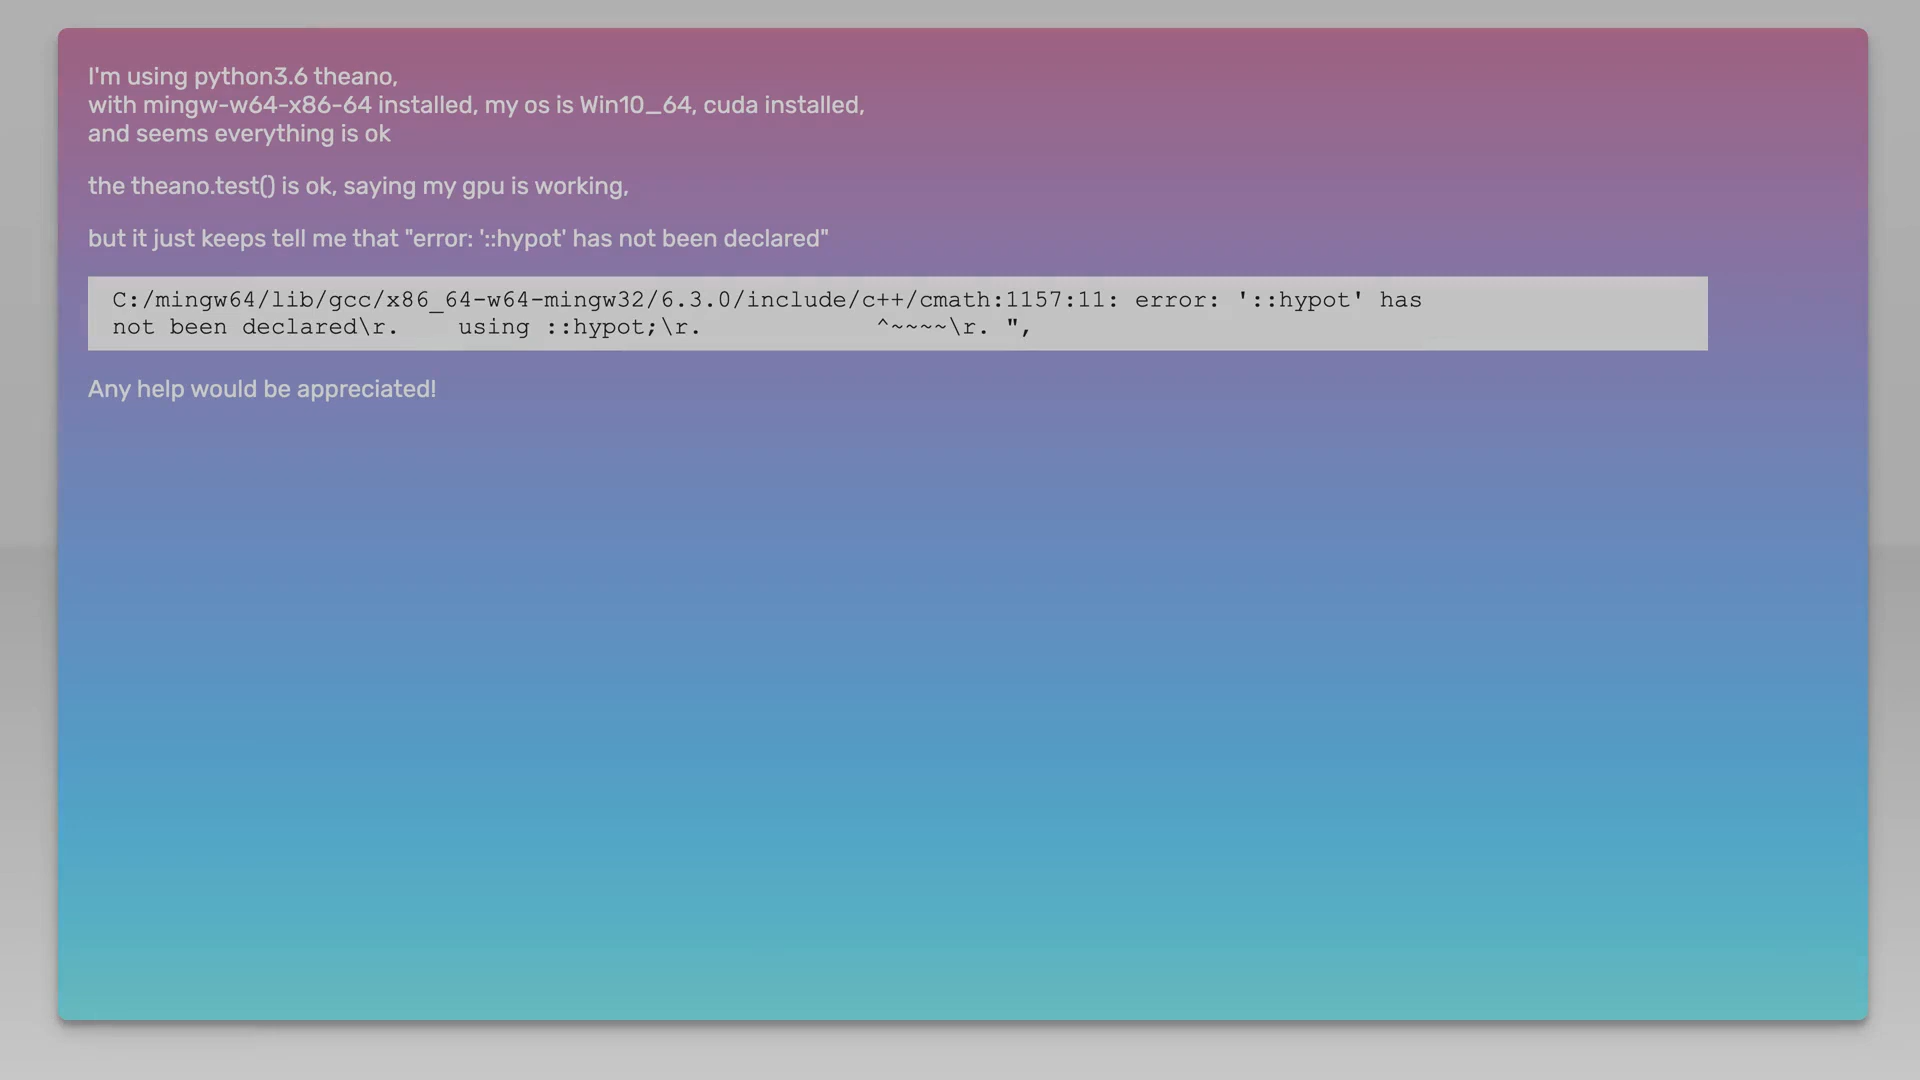 I'm using python3.6 theano,
with mingw-w64-x86-64 installed, my os is Win10_64, cuda installed,
and seems everything is ok
the theano.test() is ok, saying my gpu is working,
but it just keeps tell me that "error: '::hypot' has not been declared"
C:/mingw64/lib/gcc/x86_64-w64-mingw32/6.3.0/include/c++/cmath:1157:11: error: '::hypot' has
not been declared\r.    using ::hypot;\r.            ^~~~~\r. ",
Any help would be appreciated!